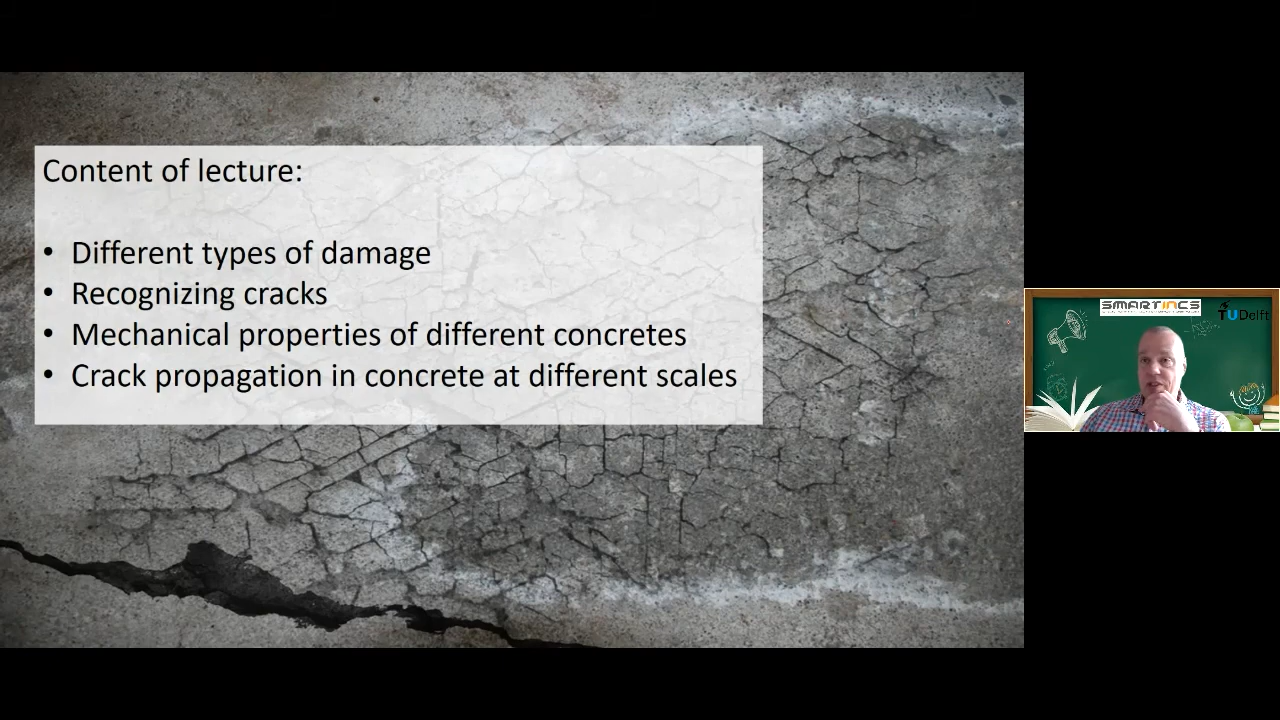 Content of lecture:
• Different types of damage
• Recognizing cracks
• Mechanical properties of different concretes
• Crack propagation in concrete at different scales
SMARTINCS
TUDelft